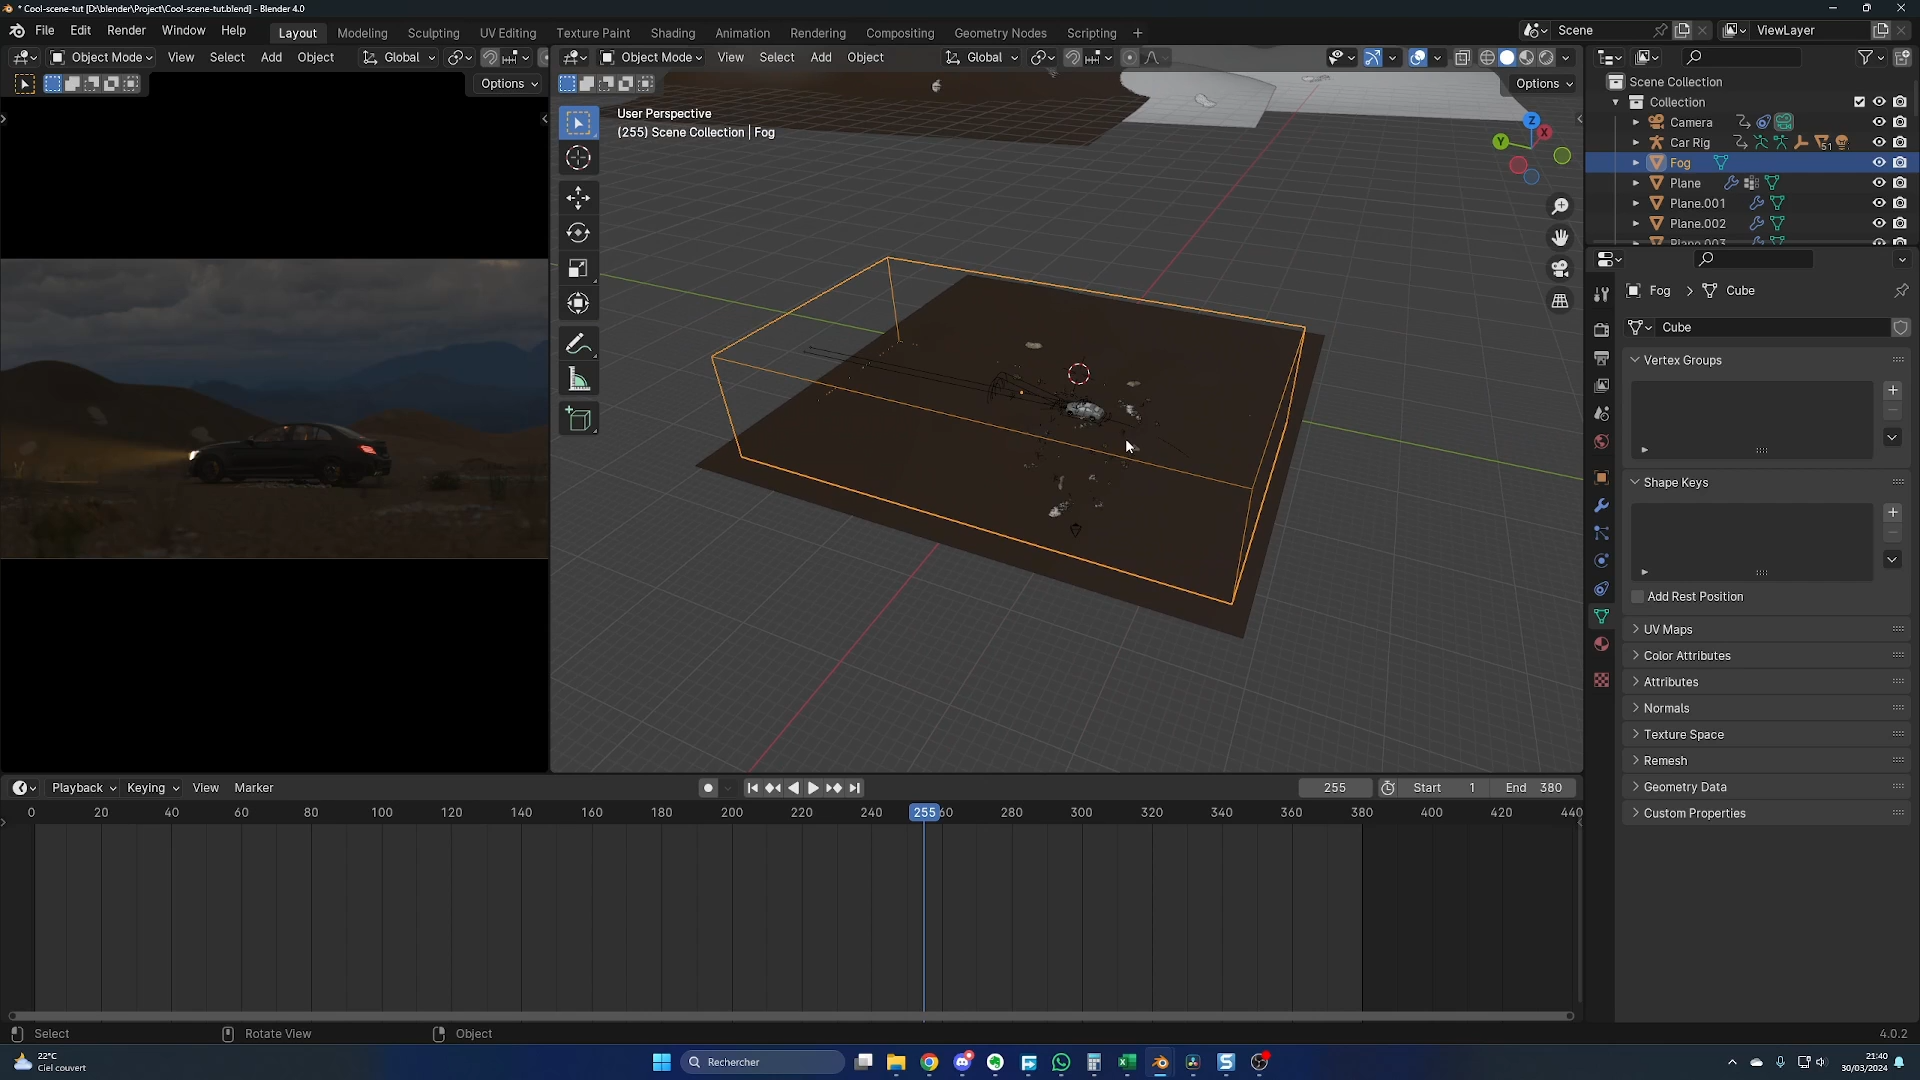 * Cool-scene-tut [D:\blender\Project\Cool-scene-tut.blend] - Blender 4.0
File Edit Render Window Help Layout Modeling Sculpting UV Editing Texture Paint Shading Animation Rendering Compositing Geometry Nodes Scripting + Scene ViewLayer
Object Mode View Select Add Object Global Object Mode View Select Add Object Global
Options Options
User Perspective
(255) Scene Collection | Fog
Z
X
Y
Scene Collection
Collection
Camera
Car Rig 51
Fog
Plane
Plane.001
Plane.002
Plane.003
Fog > Cube
Cube
Vertex Groups
Shape Keys
Add Rest Position
UV Maps
Color Attributes
Attributes
Normals
Texture Space
Remesh
Geometry Data
Custom Properties
Playback Keying View Marker 255 Start 1 End 380
0 20 40 60 80 100 120 140 160 180 200 220 240 255 60 280 300 320 340 360 380 400 420 440
Select Rotate View Object 4.0.2
22°C
Ciel couvert
Rechercher
21:40
30/03/2024